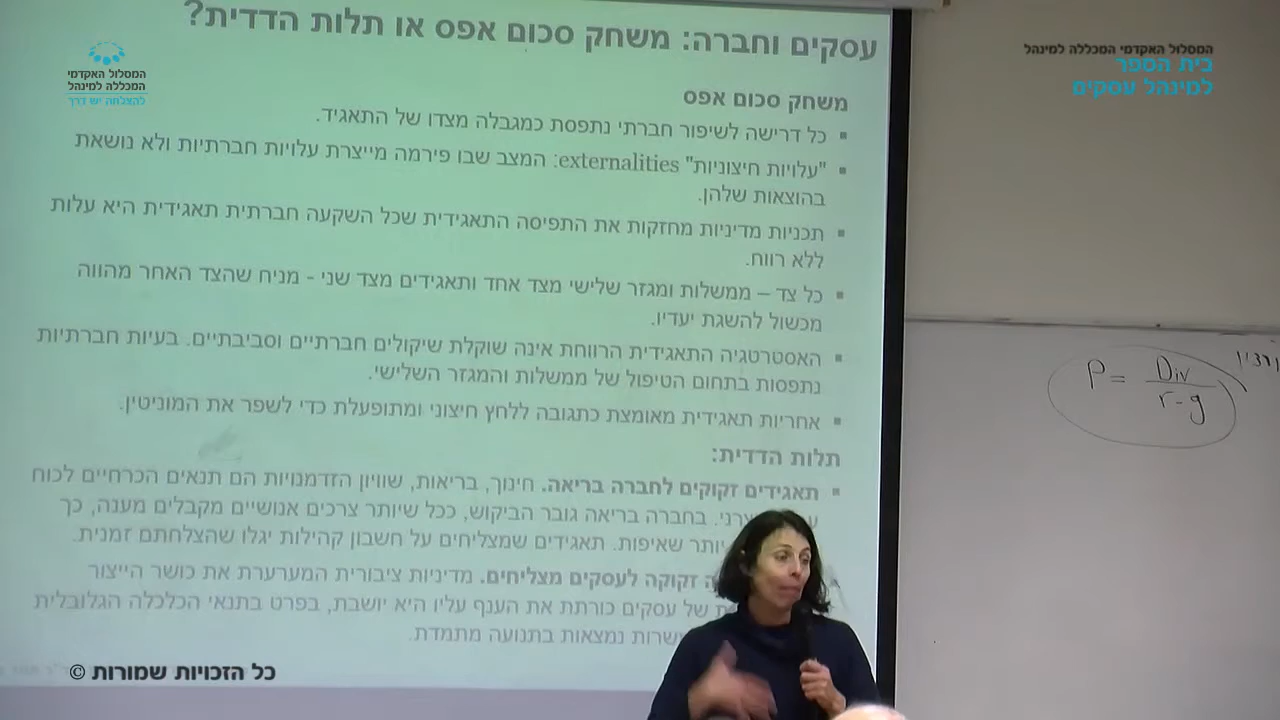 עסקים וחברה: משחק סכום אפס או תלות הדדית?
המסלול האקדמי
המכללה למינהל
להצלחה יש דרך
המסלול האקדמי המכללה למינהל
בית הספר
למינהל עסקים
משחק סכום אפס
כל דרישה לשיפור חברתי נתפסת כמגבלה מצדו של התאגיד.
"עלויות חיצוניות" externalities: המצב שבו פירמה מייצרת עלויות חברתיות ולא נושאת
בהוצאות שלהן.
תכניות מדיניות מחזקות את התפיסה התאגידית שכל השקעה חברתית תאגידית היא עלות
ללא רווח.
כל צד – ממשלות ומגזר שלישי מצד אחד ותאגידים מצד שני - מניח שהצד האחר מהווה
מכשול להשגת יעדיו.
האסטרטגיה התאגידית הרווחת אינה שוקלת שיקולים חברתיים וסביבתיים. בעיות חברתיות
נתפסות בתחום הטיפול של ממשלות והמגזר השלישי.
אחריות תאגידית מאומצת כתגובה ללחץ חיצוני ומתופעלת כדי לשפר את המוניטין.
תלות הדדית:
תאגידים זקוקים לחברה בריאה. חינוך, בריאות, שוויון הזדמנויות הם תנאים הכרחיים לכוח
בחברה בריאה גובר הביקוש, ככל שיותר צרכים אנושיים מקבלים מענה, כך
יותר שאיפות. תאגידים שמצליחים על חשבון קהילות יגלו שהצלחתם זמנית.
זקוקה לעסקים מצליחים. מדיניות ציבורית המערערת את כושר הייצור
של עסקים כורתת את הענף עליו היא יושבת, בפרט בתנאי הכלכלה הגלובלית
נמצאות בתנועה מתמדת.
כל הזכויות שמורות ©
P = Div / r - g